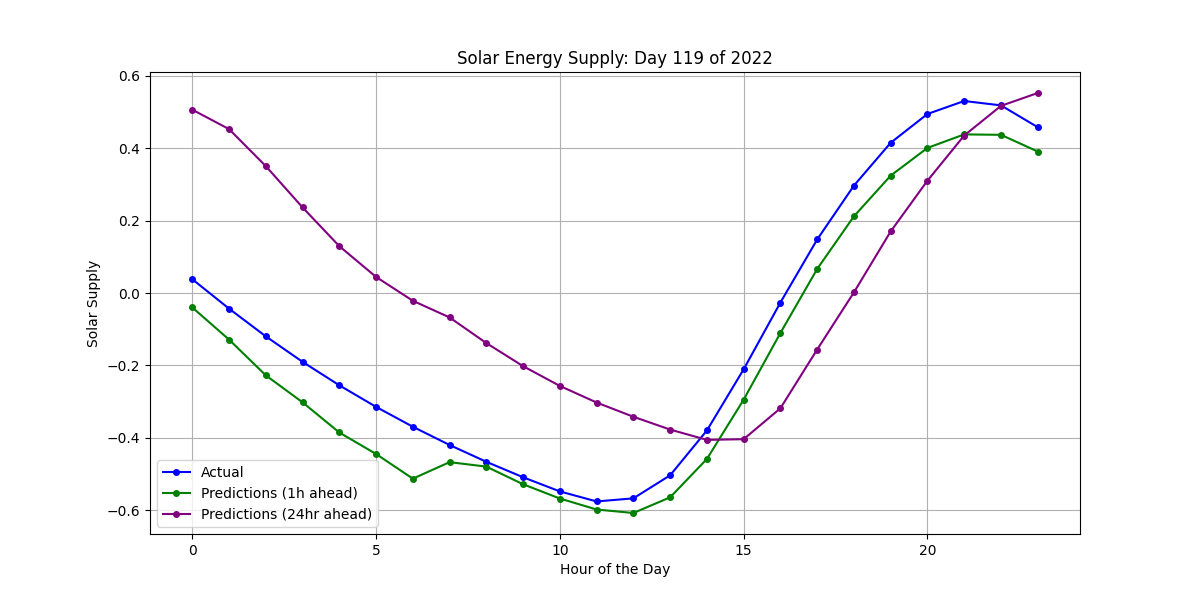 Solar Energy Supply: Day 119 of 2022
Solar Supply
0.6
0.4
0.2
0.0
−0.2
−0.4
−0.6
Actual
Predictions (1h ahead)
Predictions (24hr ahead)
0 5 10 15 20
Hour of the Day